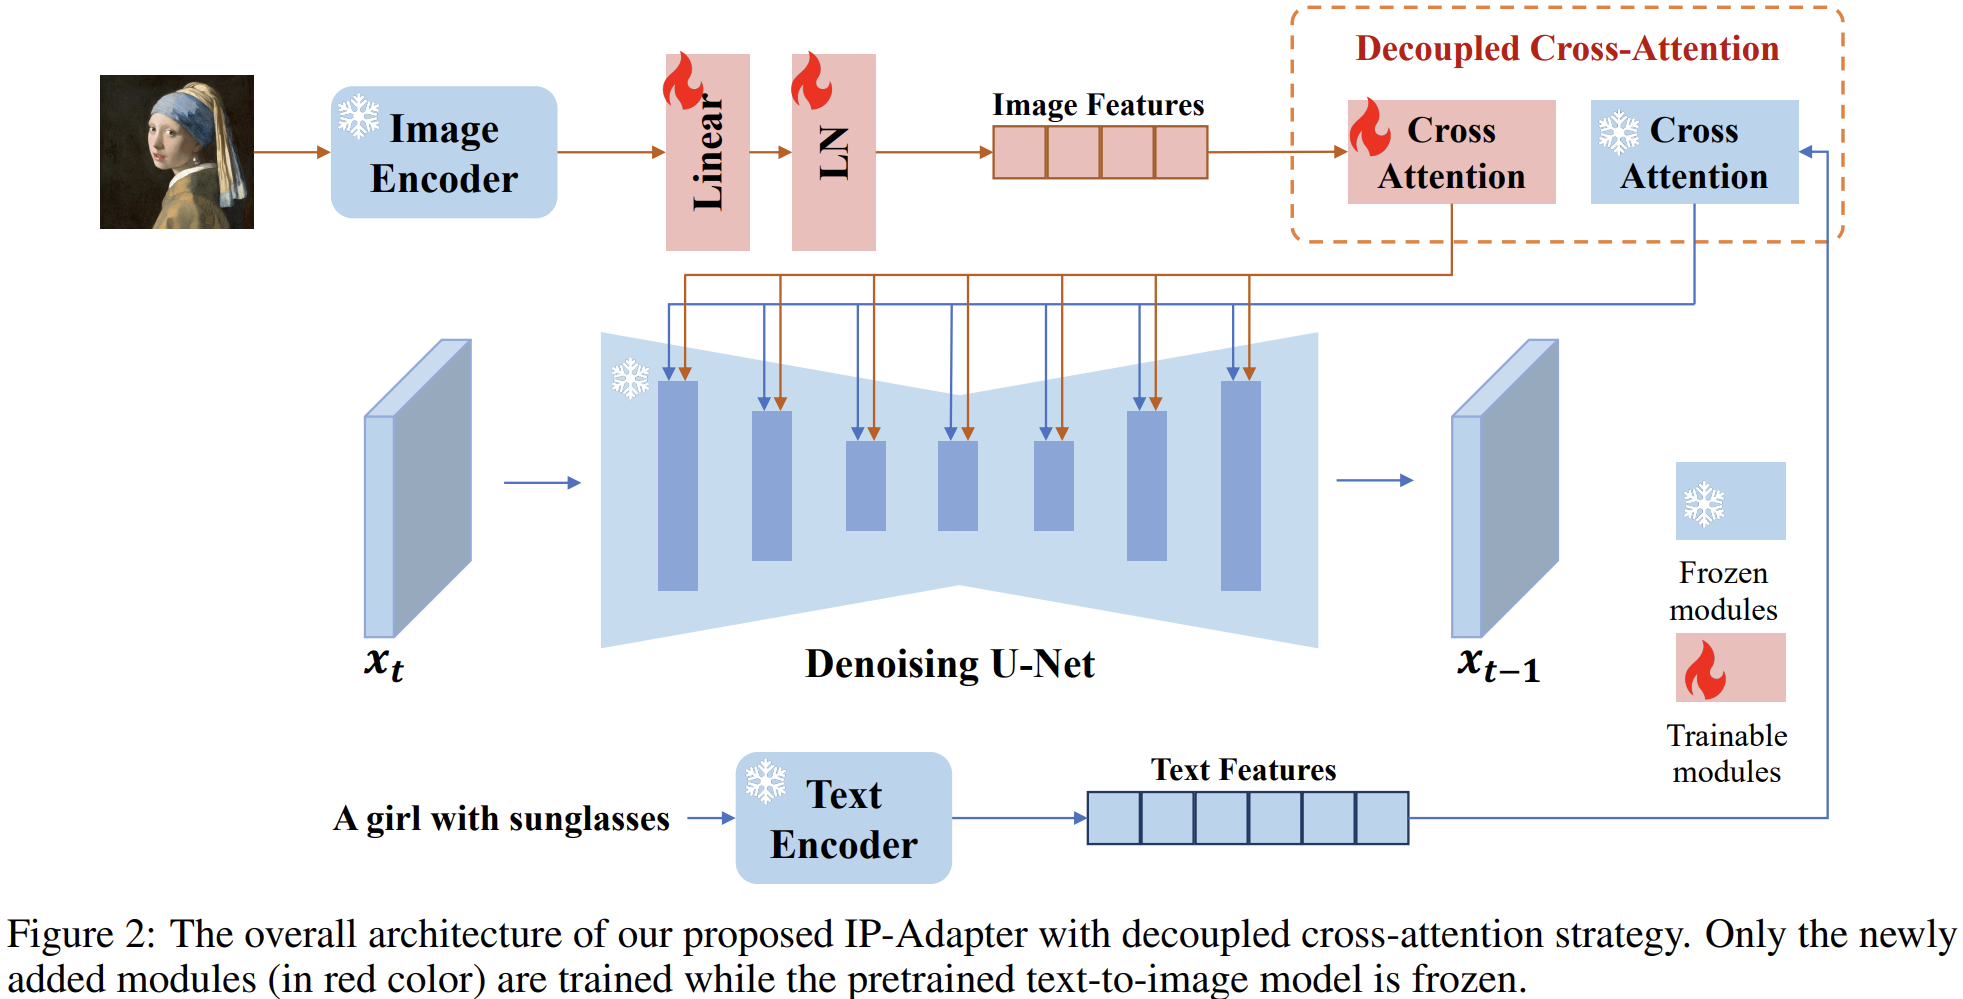 Decoupled Cross-Attention
Image
Encoder
Linear
LN
Image Features
Cross
Attention
Cross
Attention
x_t
Denoising U-Net
x_{t-1}
Frozen
modules
Trainable
modules
A girl with sunglasses
Text
Encoder
Text Features
Figure 2: The overall architecture of our proposed IP-Adapter with decoupled cross-attention strategy. Only the newly
added modules (in red color) are trained while the pretrained text-to-image model is frozen.